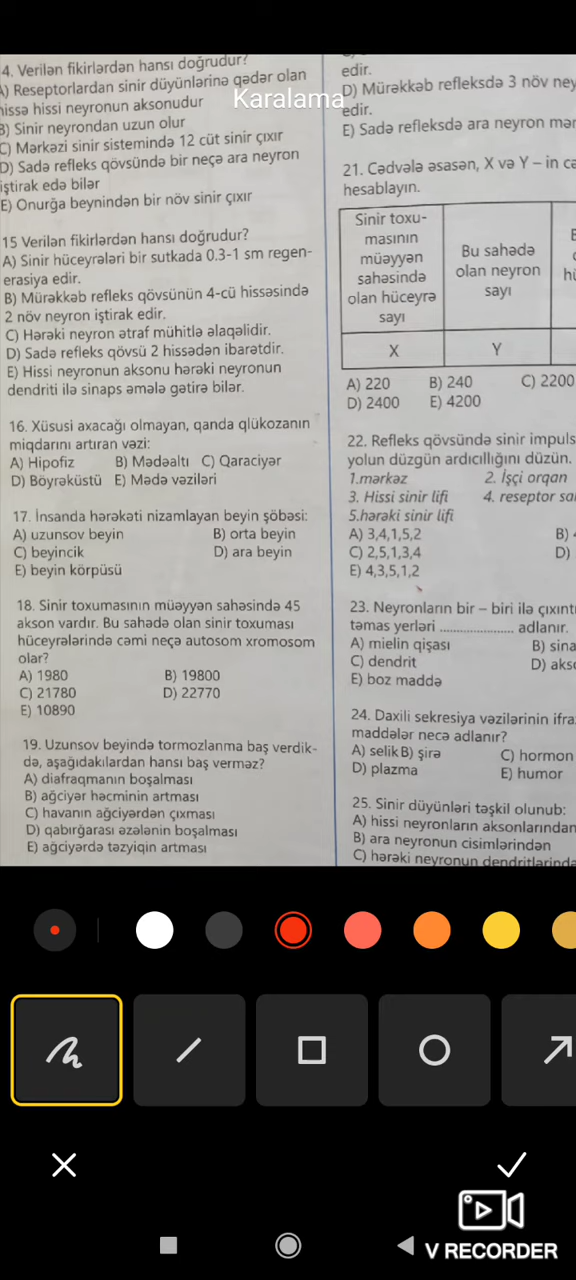 4. Verilən fikirlərdən hansı doğrudur?
A) Reseptorlardan sinir düyünlərinə qədər olan
hissə hissi neyronun aksonudur
B) Sinir neyrondan uzun olur
C) Mərkəzi sinir sistemində 12 cüt sinir çıxır
D) Sadə refleks qövsündə bir neçə ara neyron
iştirak edə bilər
E) Onurğa beynindən bir növ sinir çıxır
15 Verilən fikirlərdən hansı doğrudur?
A) Sinir hüceyrələri bir sutkada 0.3-1 sm regen-
erasiya edir.
B) Mürəkkəb refleks qövsünün 4-cü hissəsində
2 növ neyron iştirak edir.
C) Hərəki neyron ətraf mühitlə əlaqəlidir.
D) Sadə refleks qövsü 2 hissədən ibarətdir.
E) Hissi neyronun aksonu hərəki neyronun
dendriti ilə sinaps əmələ gətirə bilər.
16. Xüsusi axacağı olmayan, qanda qlükozanın
miqdarını artıran vəzi:
A) Hipofiz B) Mədəaltı C) Qaraciyər
D) Böyrəküstü E) Mədə vəziləri
17. İnsanda hərəkəti nizamlayan beyin şöbəsi:
A) uzunsov beyin B) orta beyin
C) beyincik D) ara beyin
E) beyin körpüsü
18. Sinir toxumasının müəyyən sahəsində 45
akson vardır. Bu sahədə olan sinir toxuması
hüceyrələrində cəmi neçə autosom xromosom
olar?
A) 1980 B) 19800
C) 21780 D) 22770
E) 10890
19. Uzunsov beyində tormozlanma baş verdik-
də, aşağıdakılardan hansı baş verməz?
A) diafraqmanın boşalması
B) ağciyər həcminin artması
C) havanın ağciyərdən çıxması
D) qabırğarası əzələnin boşalması
E) ağciyərdə təzyiqin artması
Karalama
edir.
D) Mürəkkəb refleksdə 3 növ ney
edir.
E) Sadə refleksdə ara neyron mər
21. Cədvələ əsasən, X və Y – in cə
hesablayın.
Sinir toxu-
masının
müəyyən
sahəsində
olan hüceyrə
sayı
Bu sahədə
olan neyron
sayı
hü
X Y
A) 220 B) 240 C) 2200
D) 2400 E) 4200
22. Refleks qövsündə sinir impuls
yolun düzgün ardıcıllığını düzün.
1.mərkəz 2. İşçi orqan
3. Hissi sinir lifi 4. reseptor sa
5.hərəki sinir lifi
A) 3,4,1,5,2 B)
C) 2,5,1,3,4 D)
E) 4,3,5,1,2
23. Neyronların bir – biri ilə çıxıntı
təmas yerləri .................... adlanır.
A) mielin qişası B) sina
C) dendrit D) akso
E) boz maddə
24. Daxili sekresiya vəzilərinin ifra
maddələr necə adlanır?
A) selik B) şirə C) hormon
D) plazma E) humor
25. Sinir düyünləri təşkil olunub:
A) hissi neyronların aksonlarından
B) ara neyronun cisimlərindən
C) hərəki neyronun dendritlərində
V RECORDER